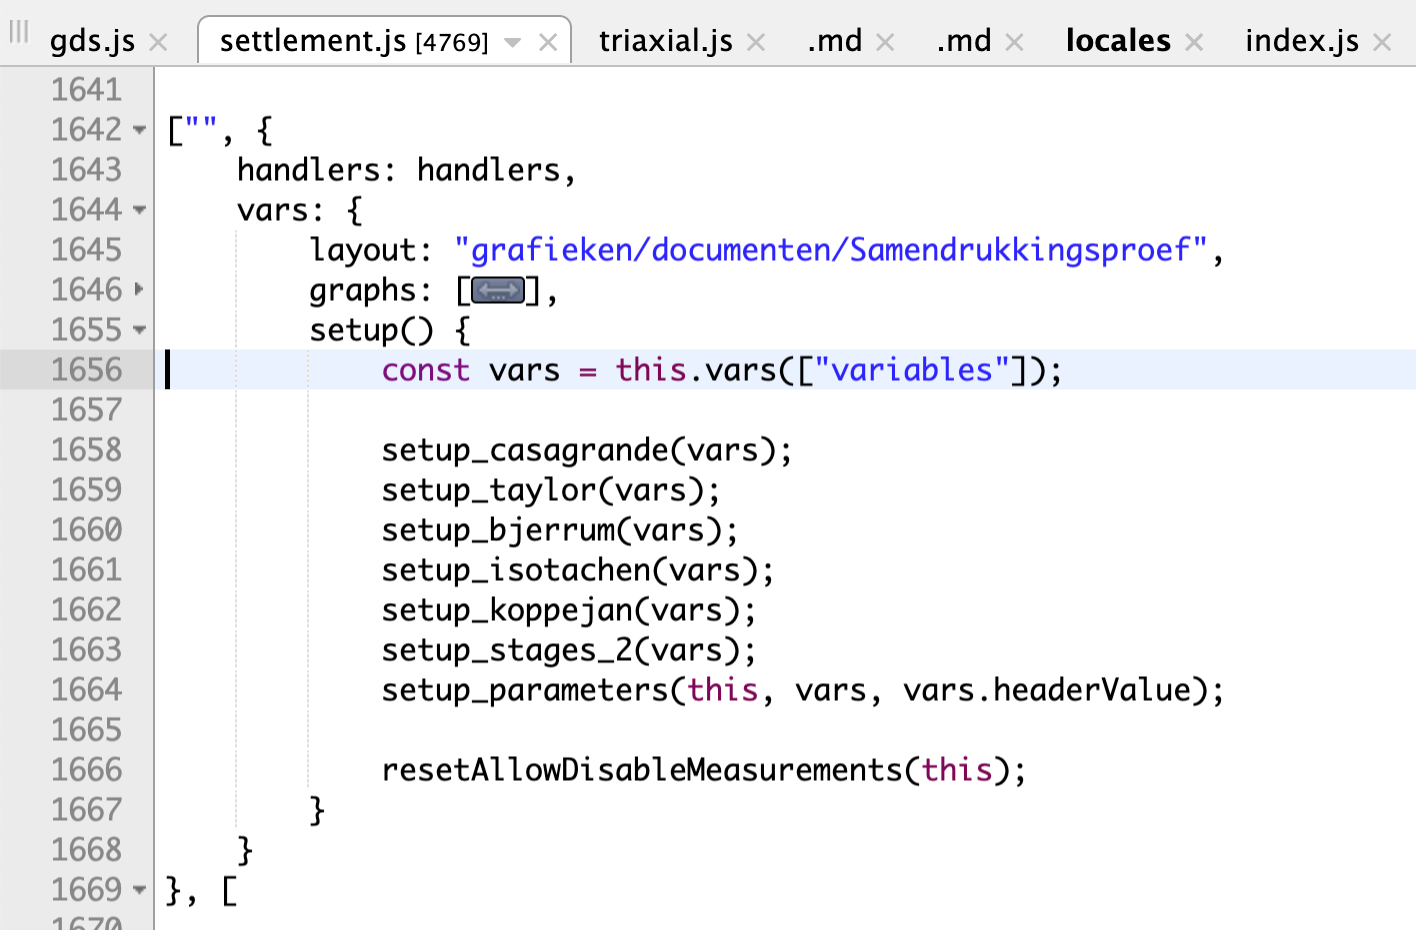 gds.js settlement.js [4769] triaxial.js .md .md locales index.js
1641
1642 ["", {
1643 handlers: handlers,
1644 vars: {
1645 layout: "grafieken/documenten/Samendrukkingsproef",
1646 graphs: [...],
1655 setup() {
1656 const vars = this.vars(["variables"]);
1657
1658 setup_casagrande(vars);
1659 setup_taylor(vars);
1660 setup_bjerrum(vars);
1661 setup_isotachen(vars);
1662 setup_koppejan(vars);
1663 setup_stages_2(vars);
1664 setup_parameters(this, vars, vars.headerValue);
1665
1666 resetAllowDisableMeasurements(this);
1667 }
1668 }
1669 }, [
1670